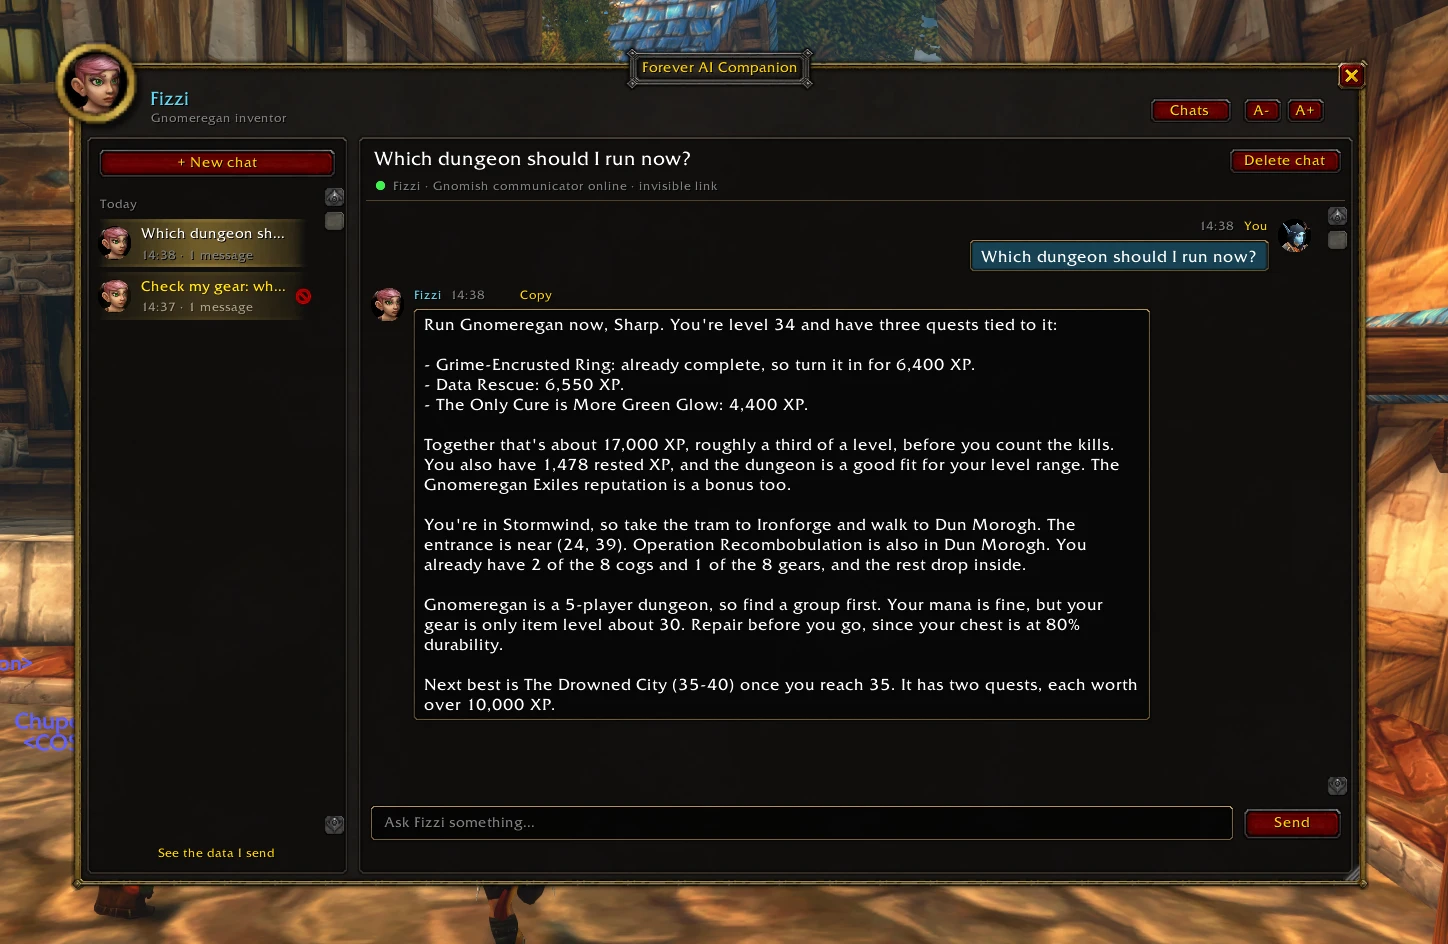 Forever AI Companion
Fizzi
Gnomeregan inventor
Chats
A-
A+
+ New chat
Today
Which dungeon sh...
14:38 · 1 message
Check my gear: wh...
14:37 · 1 message
See the data I send
Which dungeon should I run now?
Delete chat
Fizzi · Gnomish communicator online · invisible link
14:38 You
Which dungeon should I run now?
Fizzi 14:38 Copy
Run Gnomeregan now, Sharp. You're level 34 and have three quests tied to it:
- Grime-Encrusted Ring: already complete, so turn it in for 6,400 XP.
- Data Rescue: 6,550 XP.
- The Only Cure is More Green Glow: 4,400 XP.
Together that's about 17,000 XP, roughly a third of a level, before you count the kills.
You also have 1,478 rested XP, and the dungeon is a good fit for your level range. The
Gnomeregan Exiles reputation is a bonus too.
You're in Stormwind, so take the tram to Ironforge and walk to Dun Morogh. The
entrance is near (24, 39). Operation Recombobulation is also in Dun Morogh. You
already have 2 of the 8 cogs and 1 of the 8 gears, and the rest drop inside.
Gnomeregan is a 5-player dungeon, so find a group first. Your mana is fine, but your
gear is only item level about 30. Repair before you go, since your chest is at 80%
durability.
Next best is The Drowned City (35-40) once you reach 35. It has two quests, each worth
over 10,000 XP.
Ask Fizzi something...
Send